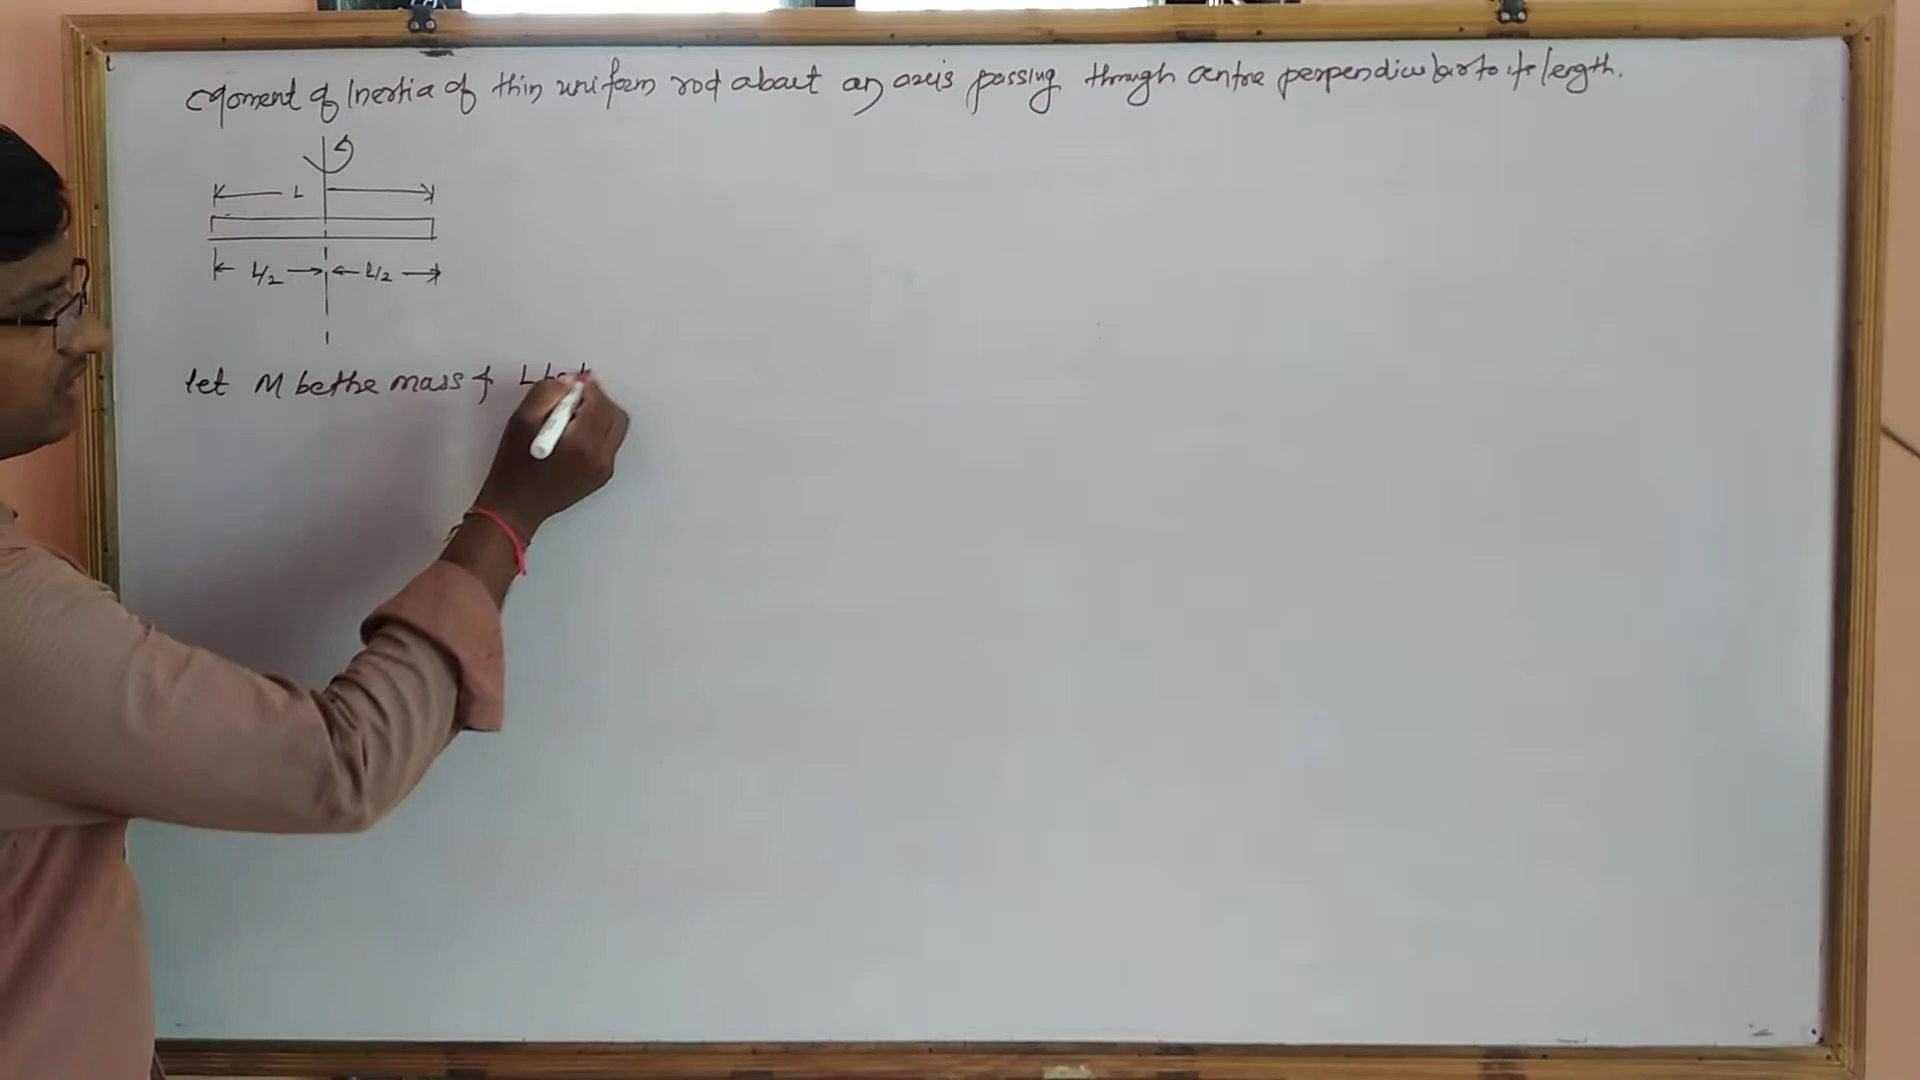 Moment of Inertia of thin uniform rod about an axis passing through centre perpendicular to its length.
L
L/2 L/2
let M be the mass & L